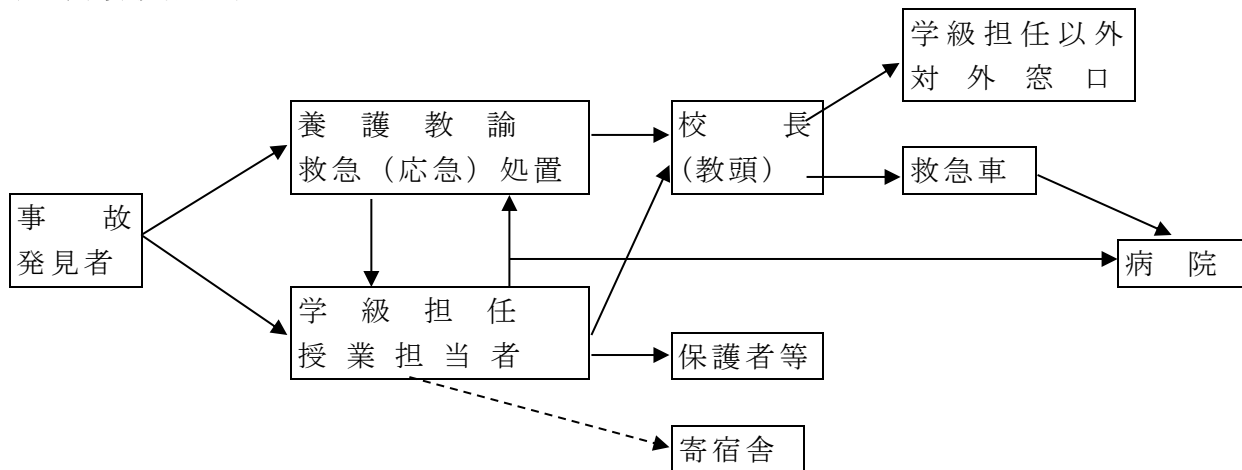 学級担任以外
対外窓口
養護教諭
救急（応急）処置
校長
(教頭）
救急車
事故
発見者
病院
学級担任
授業担当者
保護者等
寄宿舎